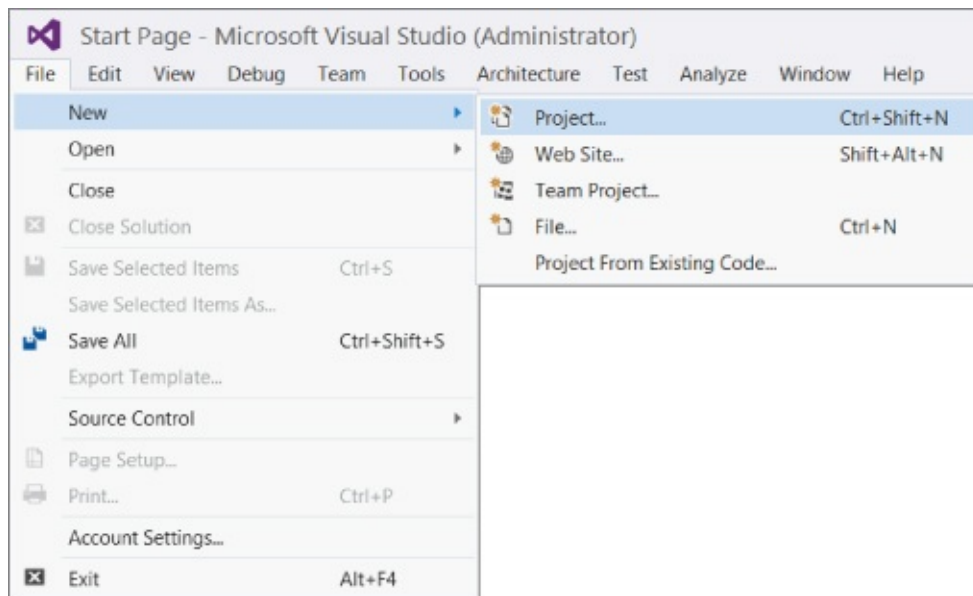 Start Page - Microsoft Visual Studio (Administrator)
File Edit View Debug Team Tools Architecture Test Analyze Window Help
New
Open
Close
Close Solution
Save Selected Items Ctrl+S
Save Selected Items As...
Save All Ctrl+Shift+S
Export Template...
Source Control
Page Setup...
Print... Ctrl+P
Account Settings...
Exit Alt+F4
Project... Ctrl+Shift+N
Web Site... Shift+Alt+N
Team Project...
File... Ctrl+N
Project From Existing Code...